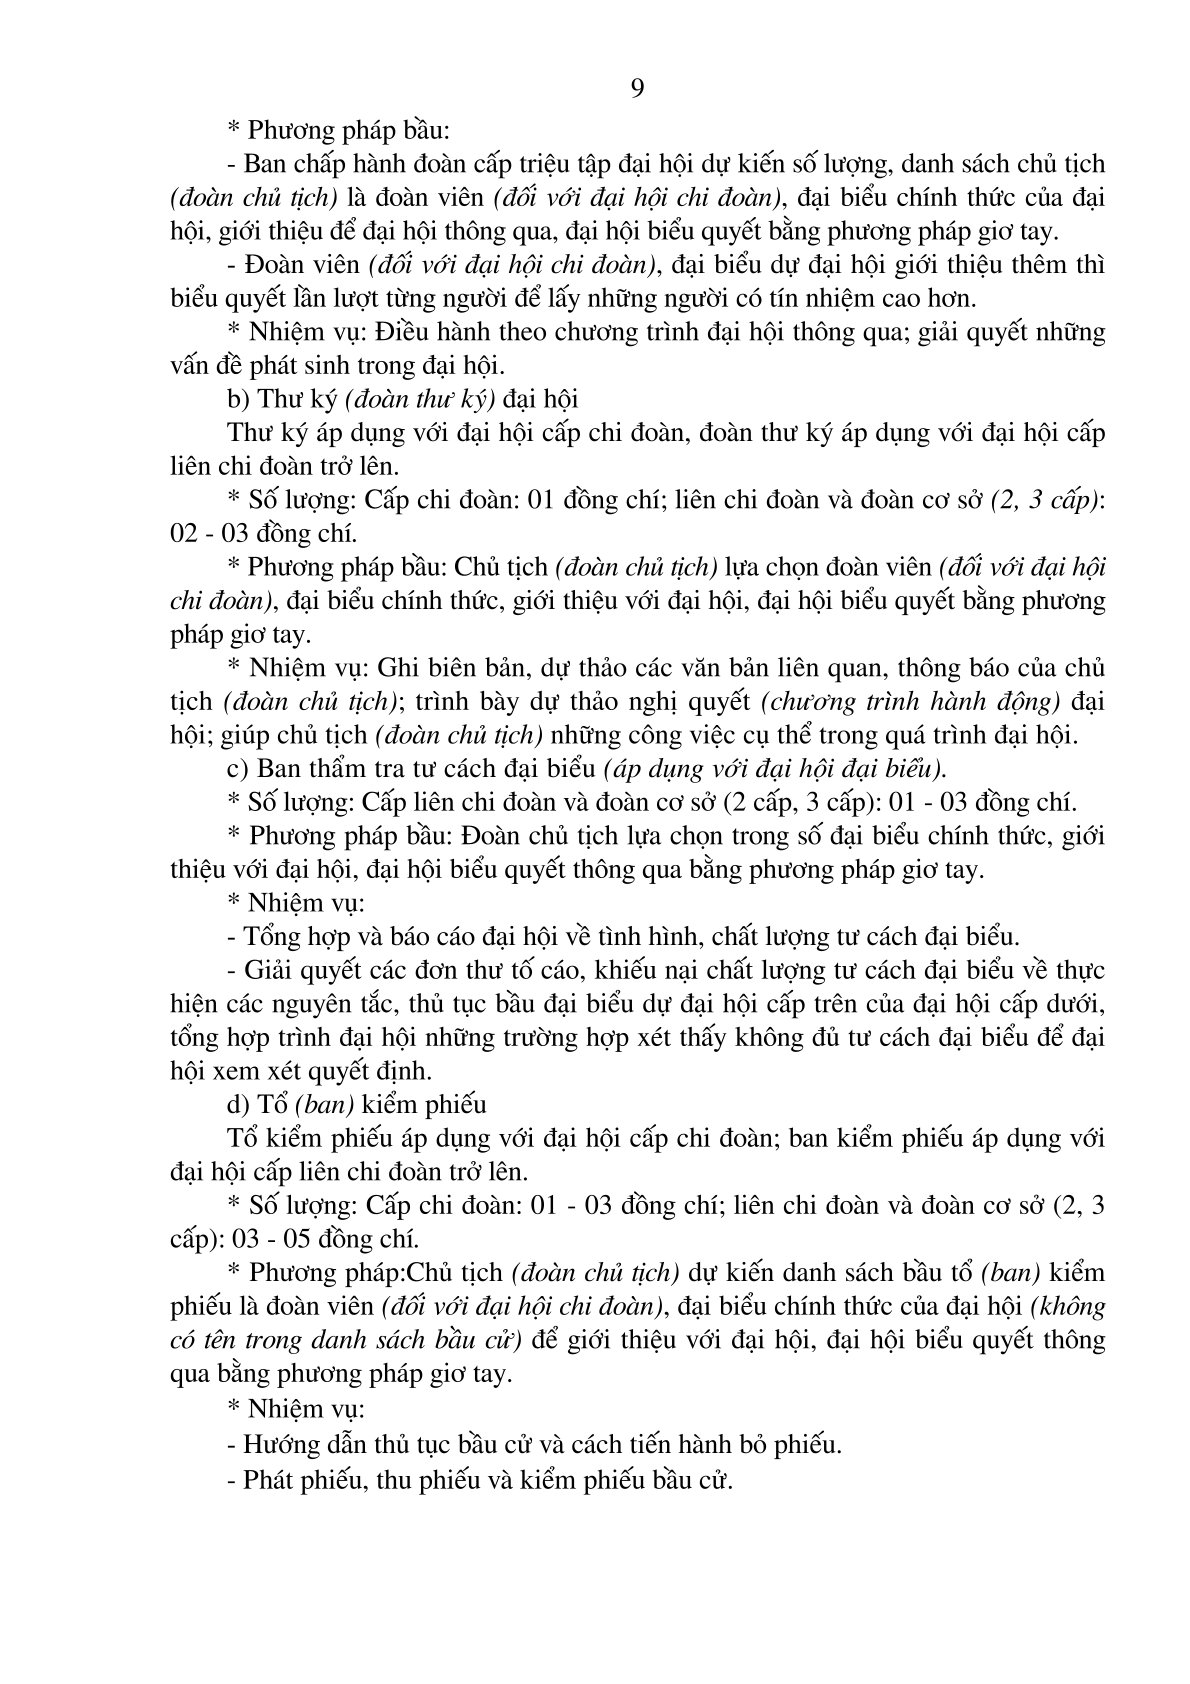 9
* Phương pháp bầu:
- Ban chấp hành đoàn cấp triệu tập đại hội dự kiến số lượng, danh sách chủ tịch
(đoàn chủ tịch) là đoàn viên (đối với đại hội chi đoàn), đại biểu chính thức của đại
hội, giới thiệu để đại hội thông qua, đại hội biểu quyết bằng phương pháp giơ tay.
- Đoàn viên (đối với đại hội chi đoàn), đại biểu dự đại hội giới thiệu thêm thì
biểu quyết lần lượt từng người để lấy những người có tín nhiệm cao hơn.
* Nhiệm vụ: Điều hành theo chương trình đại hội thông qua; giải quyết những
vấn đề phát sinh trong đại hội.
b) Thư ký (đoàn thư ký) đại hội
Thư ký áp dụng với đại hội cấp chi đoàn, đoàn thư ký áp dụng với đại hội cấp
liên chi đoàn trở lên.
* Số lượng: Cấp chi đoàn: 01 đồng chí; liên chi đoàn và đoàn cơ sở (2, 3 cấp):
02 - 03 đồng chí.
* Phương pháp bầu: Chủ tịch (đoàn chủ tịch) lựa chọn đoàn viên (đối với đại hội
chi đoàn), đại biểu chính thức, giới thiệu với đại hội, đại hội biểu quyết bằng phương
pháp giơ tay.
* Nhiệm vụ: Ghi biên bản, dự thảo các văn bản liên quan, thông báo của chủ
tịch (đoàn chủ tịch); trình bày dự thảo nghị quyết (chương trình hành động) đại
hội; giúp chủ tịch (đoàn chủ tịch) những công việc cụ thể trong quá trình đại hội.
c) Ban thẩm tra tư cách đại biểu (áp dụng với đại hội đại biểu).
* Số lượng: Cấp liên chi đoàn và đoàn cơ sở (2 cấp, 3 cấp): 01 - 03 đồng chí.
* Phương pháp bầu: Đoàn chủ tịch lựa chọn trong số đại biểu chính thức, giới
thiệu với đại hội, đại hội biểu quyết thông qua bằng phương pháp giơ tay.
* Nhiệm vụ:
- Tổng hợp và báo cáo đại hội về tình hình, chất lượng tư cách đại biểu.
- Giải quyết các đơn thư tố cáo, khiếu nại chất lượng tư cách đại biểu về thực
hiện các nguyên tắc, thủ tục bầu đại biểu dự đại hội cấp trên của đại hội cấp dưới,
tổng hợp trình đại hội những trường hợp xét thấy không đủ tư cách đại biểu để đại
hội xem xét quyết định.
d) Tổ (ban) kiểm phiếu
Tổ kiểm phiếu áp dụng với đại hội cấp chi đoàn; ban kiểm phiếu áp dụng với
đại hội cấp liên chi đoàn trở lên.
* Số lượng: Cấp chi đoàn: 01 - 03 đồng chí; liên chi đoàn và đoàn cơ sở (2, 3
cấp): 03 - 05 đồng chí.
* Phương pháp:Chủ tịch (đoàn chủ tịch) dự kiến danh sách bầu tổ (ban) kiểm
phiếu là đoàn viên (đối với đại hội chi đoàn), đại biểu chính thức của đại hội (không
có tên trong danh sách bầu cử) để giới thiệu với đại hội, đại hội biểu quyết thông
qua bằng phương pháp giơ tay.
* Nhiệm vụ:
- Hướng dẫn thủ tục bầu cử và cách tiến hành bỏ phiếu.
- Phát phiếu, thu phiếu và kiểm phiếu bầu cử.